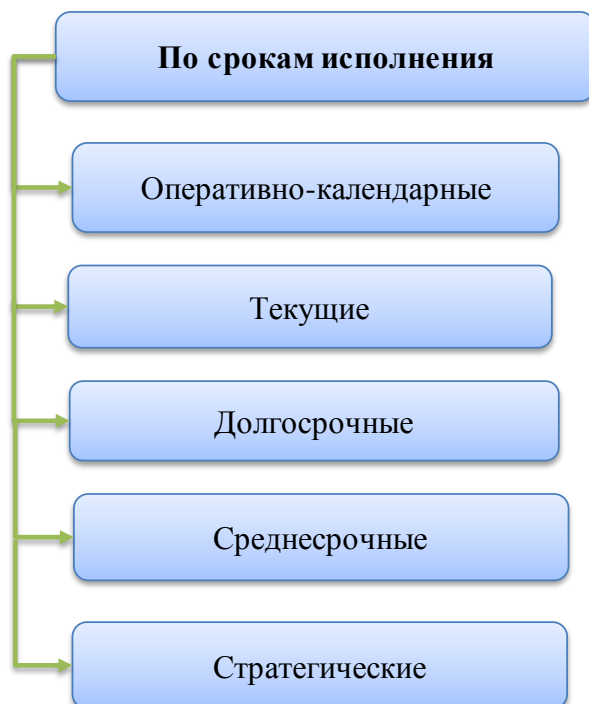 По срокам исполнения
Оперативно-календарные
Текущие
Долгосрочные
Среднесрочные
Стратегические